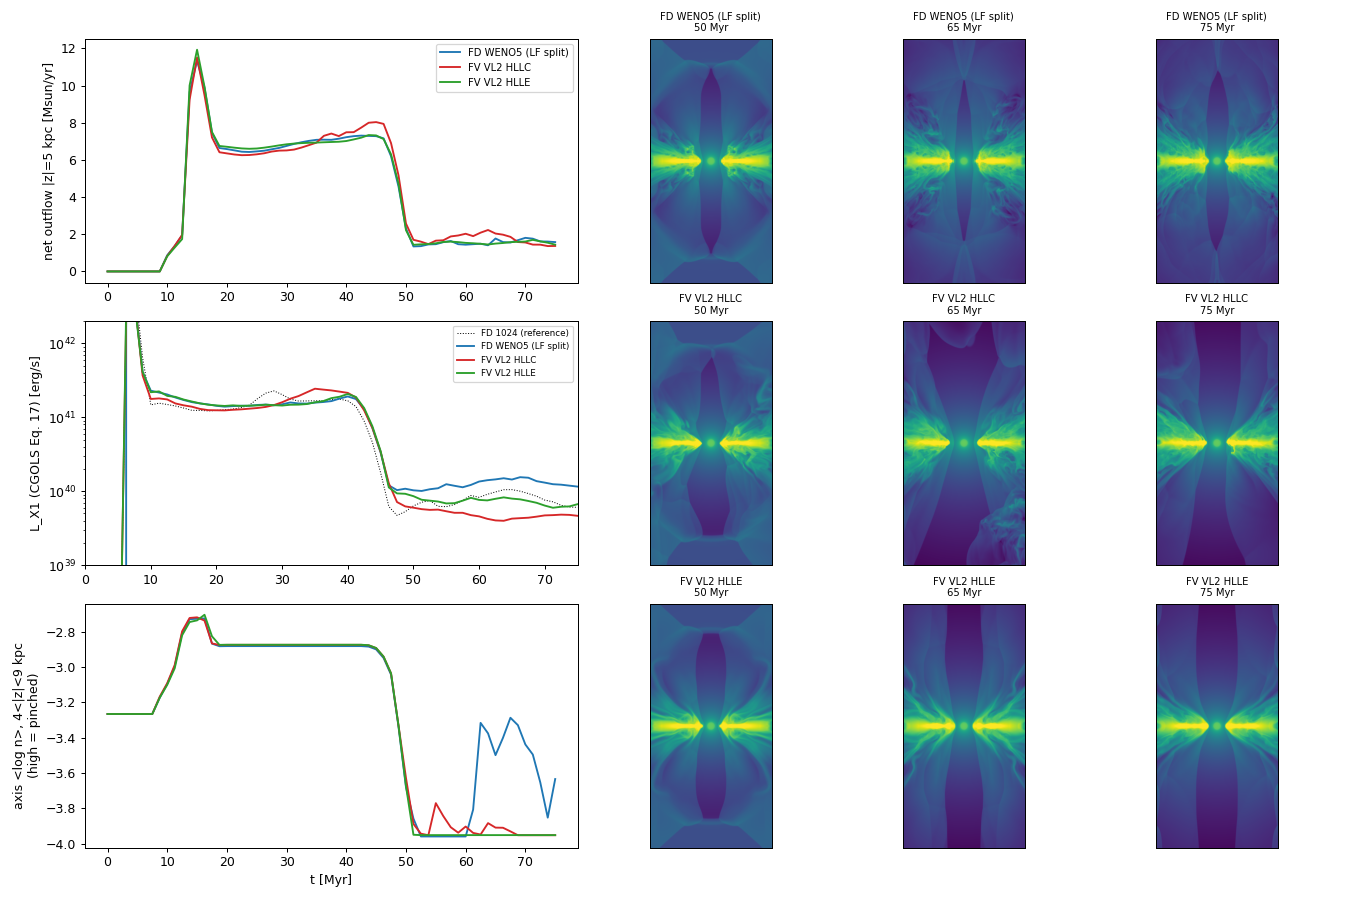 FD WENO5 (LF split)
50 Myr
FD WENO5 (LF split)
65 Myr
FD WENO5 (LF split)
75 Myr
net outflow |z|=5 kpc [Msun/yr]
12
10
8
6
4
2
0
FD WENO5 (LF split)
FV VL2 HLLC
FV VL2 HLLE
0 10 20 30 40 50 60 70
FV VL2 HLLC
50 Myr
FV VL2 HLLC
65 Myr
FV VL2 HLLC
75 Myr
L_X1 (CGOLS Eq. 17) [erg/s]
10^42
10^41
10^40
10^39
FD 1024 (reference)
FD WENO5 (LF split)
FV VL2 HLLC
FV VL2 HLLE
0 10 20 30 40 50 60 70
FV VL2 HLLE
50 Myr
FV VL2 HLLE
65 Myr
FV VL2 HLLE
75 Myr
axis <log n>, 4<|z|<9 kpc
(high = pinched)
−2.8
−3.0
−3.2
−3.4
−3.6
−3.8
−4.0
0 10 20 30 40 50 60 70
t [Myr]